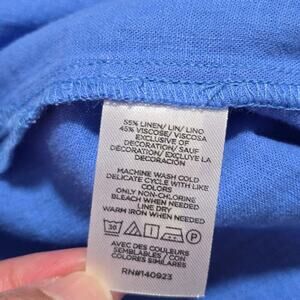 55% LINEN/ LIN/ LINO
45% VISCOSE/ VISCOSA
EXCLUSIVE OF
DECORATION/ SAUF
DÉCORATION/ EXCLUYE LA
DECORACIÓN
MACHINE WASH COLD
DELICATE CYCLE WITH LIKE
COLORS
ONLY NON-CHLORINE
BLEACH WHEN NEEDED
LINE DRY
WARM IRON WHEN NEEDED
30
AVEC DES COULEURS
SEMBLABLES / CON
COLORES SIMILARES
RN#140923